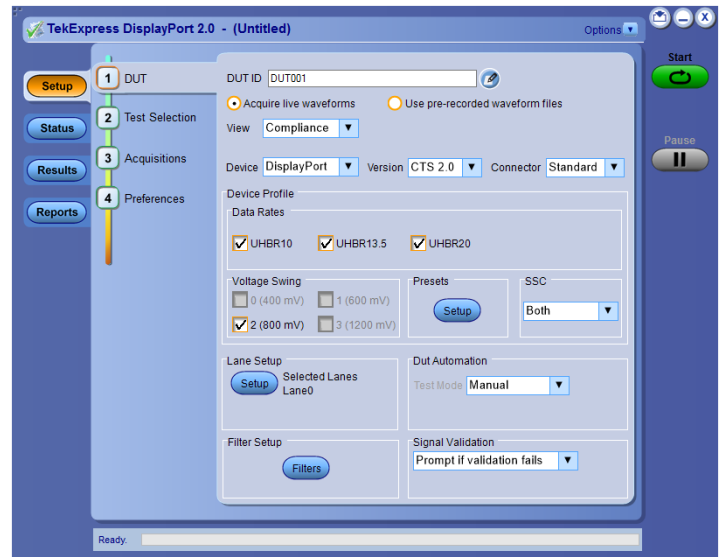 TekExpress DisplayPort 2.0 - (Untitled)
Options
Start
Pause
Setup
Status
Results
Reports
1 DUT
2 Test Selection
3 Acquisitions
4 Preferences
DUT ID DUT001
Acquire live waveforms Use pre-recorded waveform files
View Compliance
Device DisplayPort Version CTS 2.0 Connector Standard
Device Profile
Data Rates
UHBR10 UHBR13.5 UHBR20
Voltage Swing
0 (400 mV) 1 (600 mV)
2 (800 mV) 3 (1200 mV)
Presets
Setup
SSC
Both
Lane Setup
Setup Selected Lanes
Lane0
Dut Automation
Test Mode Manual
Filter Setup
Filters
Signal Validation
Prompt if validation fails
Ready.